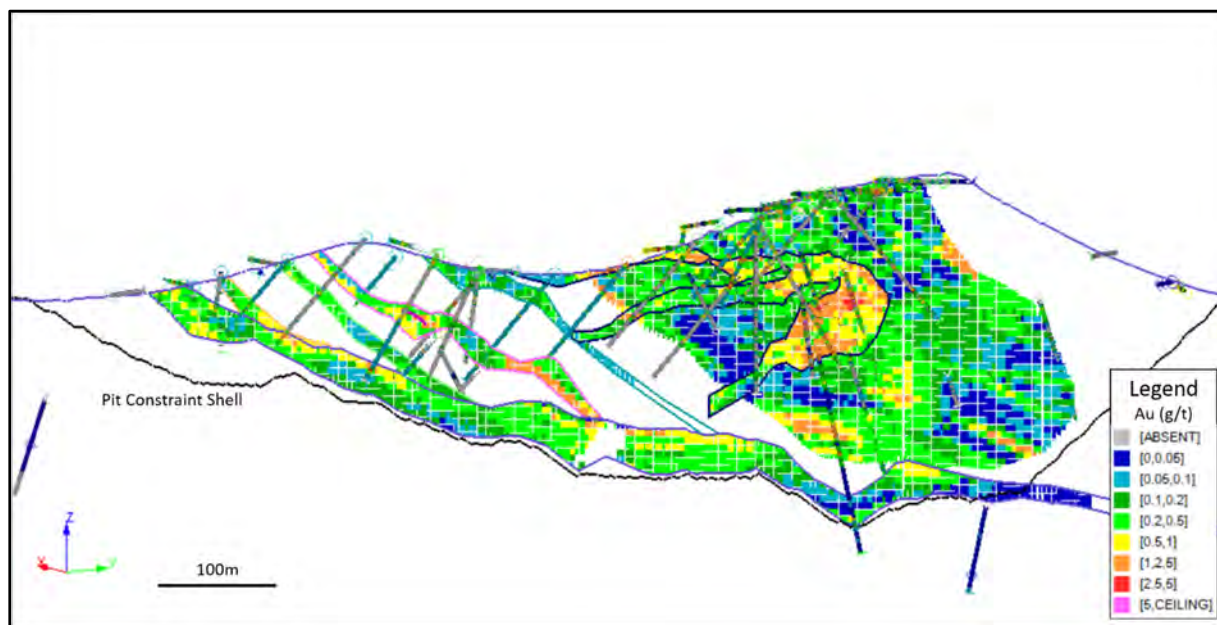 Pit Constraint Shell
Z
X
Y
100m
Legend
Au (g/t)
[ABSENT]
[0,0.05]
[0.05,0.1]
[0.1,0.2]
[0.2,0.5]
[0.5,1]
[1,2.5]
[2.5,5]
[5,CEILING]